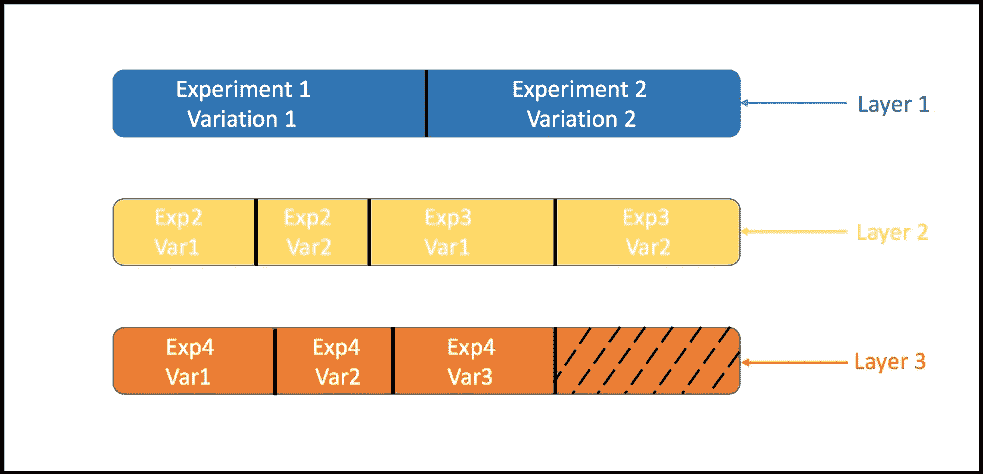 Experiment 1
Variation 1
Experiment 2
Variation 2
Layer 1
Exp2
Var1
Exp2
Var2
Exp3
Var1
Exp3
Var2
Layer 2
Exp4
Var1
Exp4
Var2
Exp4
Var3
Layer 3